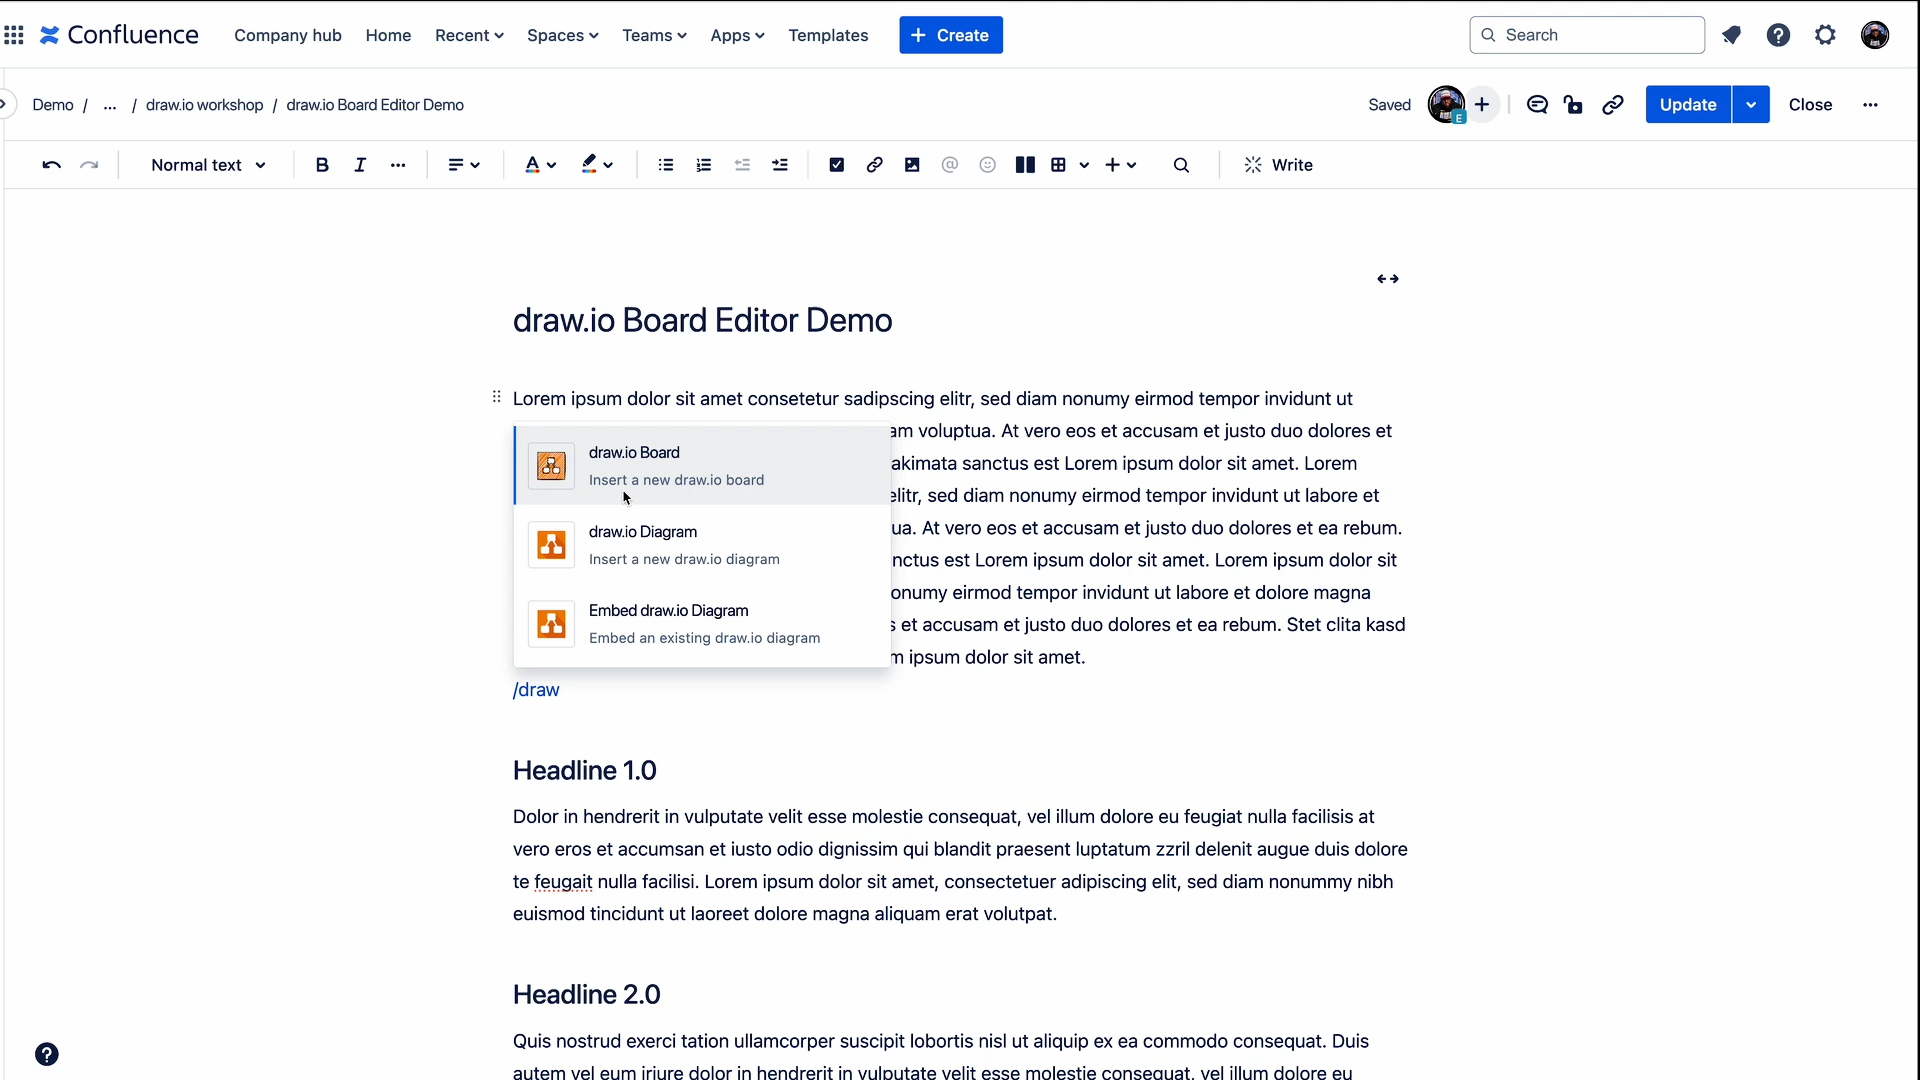 Confluence Company hub Home Recent Spaces Teams Apps Templates + Create Search
Demo / ... / draw.io workshop / draw.io Board Editor Demo Saved E + Update Close
Normal text B I A @ Write
draw.io Board Editor Demo
Lorem ipsum dolor sit amet consetetur sadipscing elitr, sed diam nonumy eirmod tempor invidunt ut
am voluptua. At vero eos et accusam et justo duo dolores et
draw.io Board
Insert a new draw.io board
akimata sanctus est Lorem ipsum dolor sit amet. Lorem
elitr, sed diam nonumy eirmod tempor invidunt ut labore et
draw.io Diagram
ua. At vero eos et accusam et justo duo dolores et ea rebum.
Insert a new draw.io diagram
nctus est Lorem ipsum dolor sit amet. Lorem ipsum dolor sit
onumy eirmod tempor invidunt ut labore et dolore magna
Embed draw.io Diagram
s et accusam et justo duo dolores et ea rebum. Stet clita kasd
Embed an existing draw.io diagram
m ipsum dolor sit amet.
/draw
Headline 1.0
Dolor in hendrerit in vulputate velit esse molestie consequat, vel illum dolore eu feugiat nulla facilisis at
vero eros et accumsan et iusto odio dignissim qui blandit praesent luptatum zzril delenit augue duis dolore
te feugait nulla facilisi. Lorem ipsum dolor sit amet, consectetuer adipiscing elit, sed diam nonummy nibh
euismod tincidunt ut laoreet dolore magna aliquam erat volutpat.
Headline 2.0
Quis nostrud exerci tation ullamcorper suscipit lobortis nisl ut aliquip ex ea commodo consequat. Duis
autem vel eum iriure dolor in hendrerit in vulputate velit esse molestie consequat, vel illum dolore eu